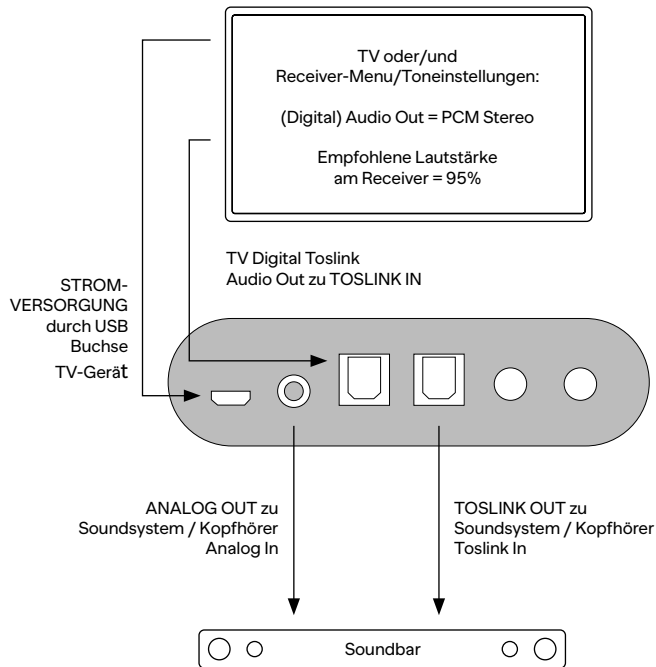 TV oder/und
Receiver-Menu/Toneinstellungen:
(Digital) Audio Out = PCM Stereo
Empfohlene Lautstärke
am Receiver = 95%
TV Digital Toslink
Audio Out zu TOSLINK IN
STROM-
VERSORGUNG
durch USB
Buchse
TV-Gerät
ANALOG OUT zu
Soundsystem / Kopfhörer
Analog In
TOSLINK OUT zu
Soundsystem / Kopfhörer
Toslink In
Soundbar